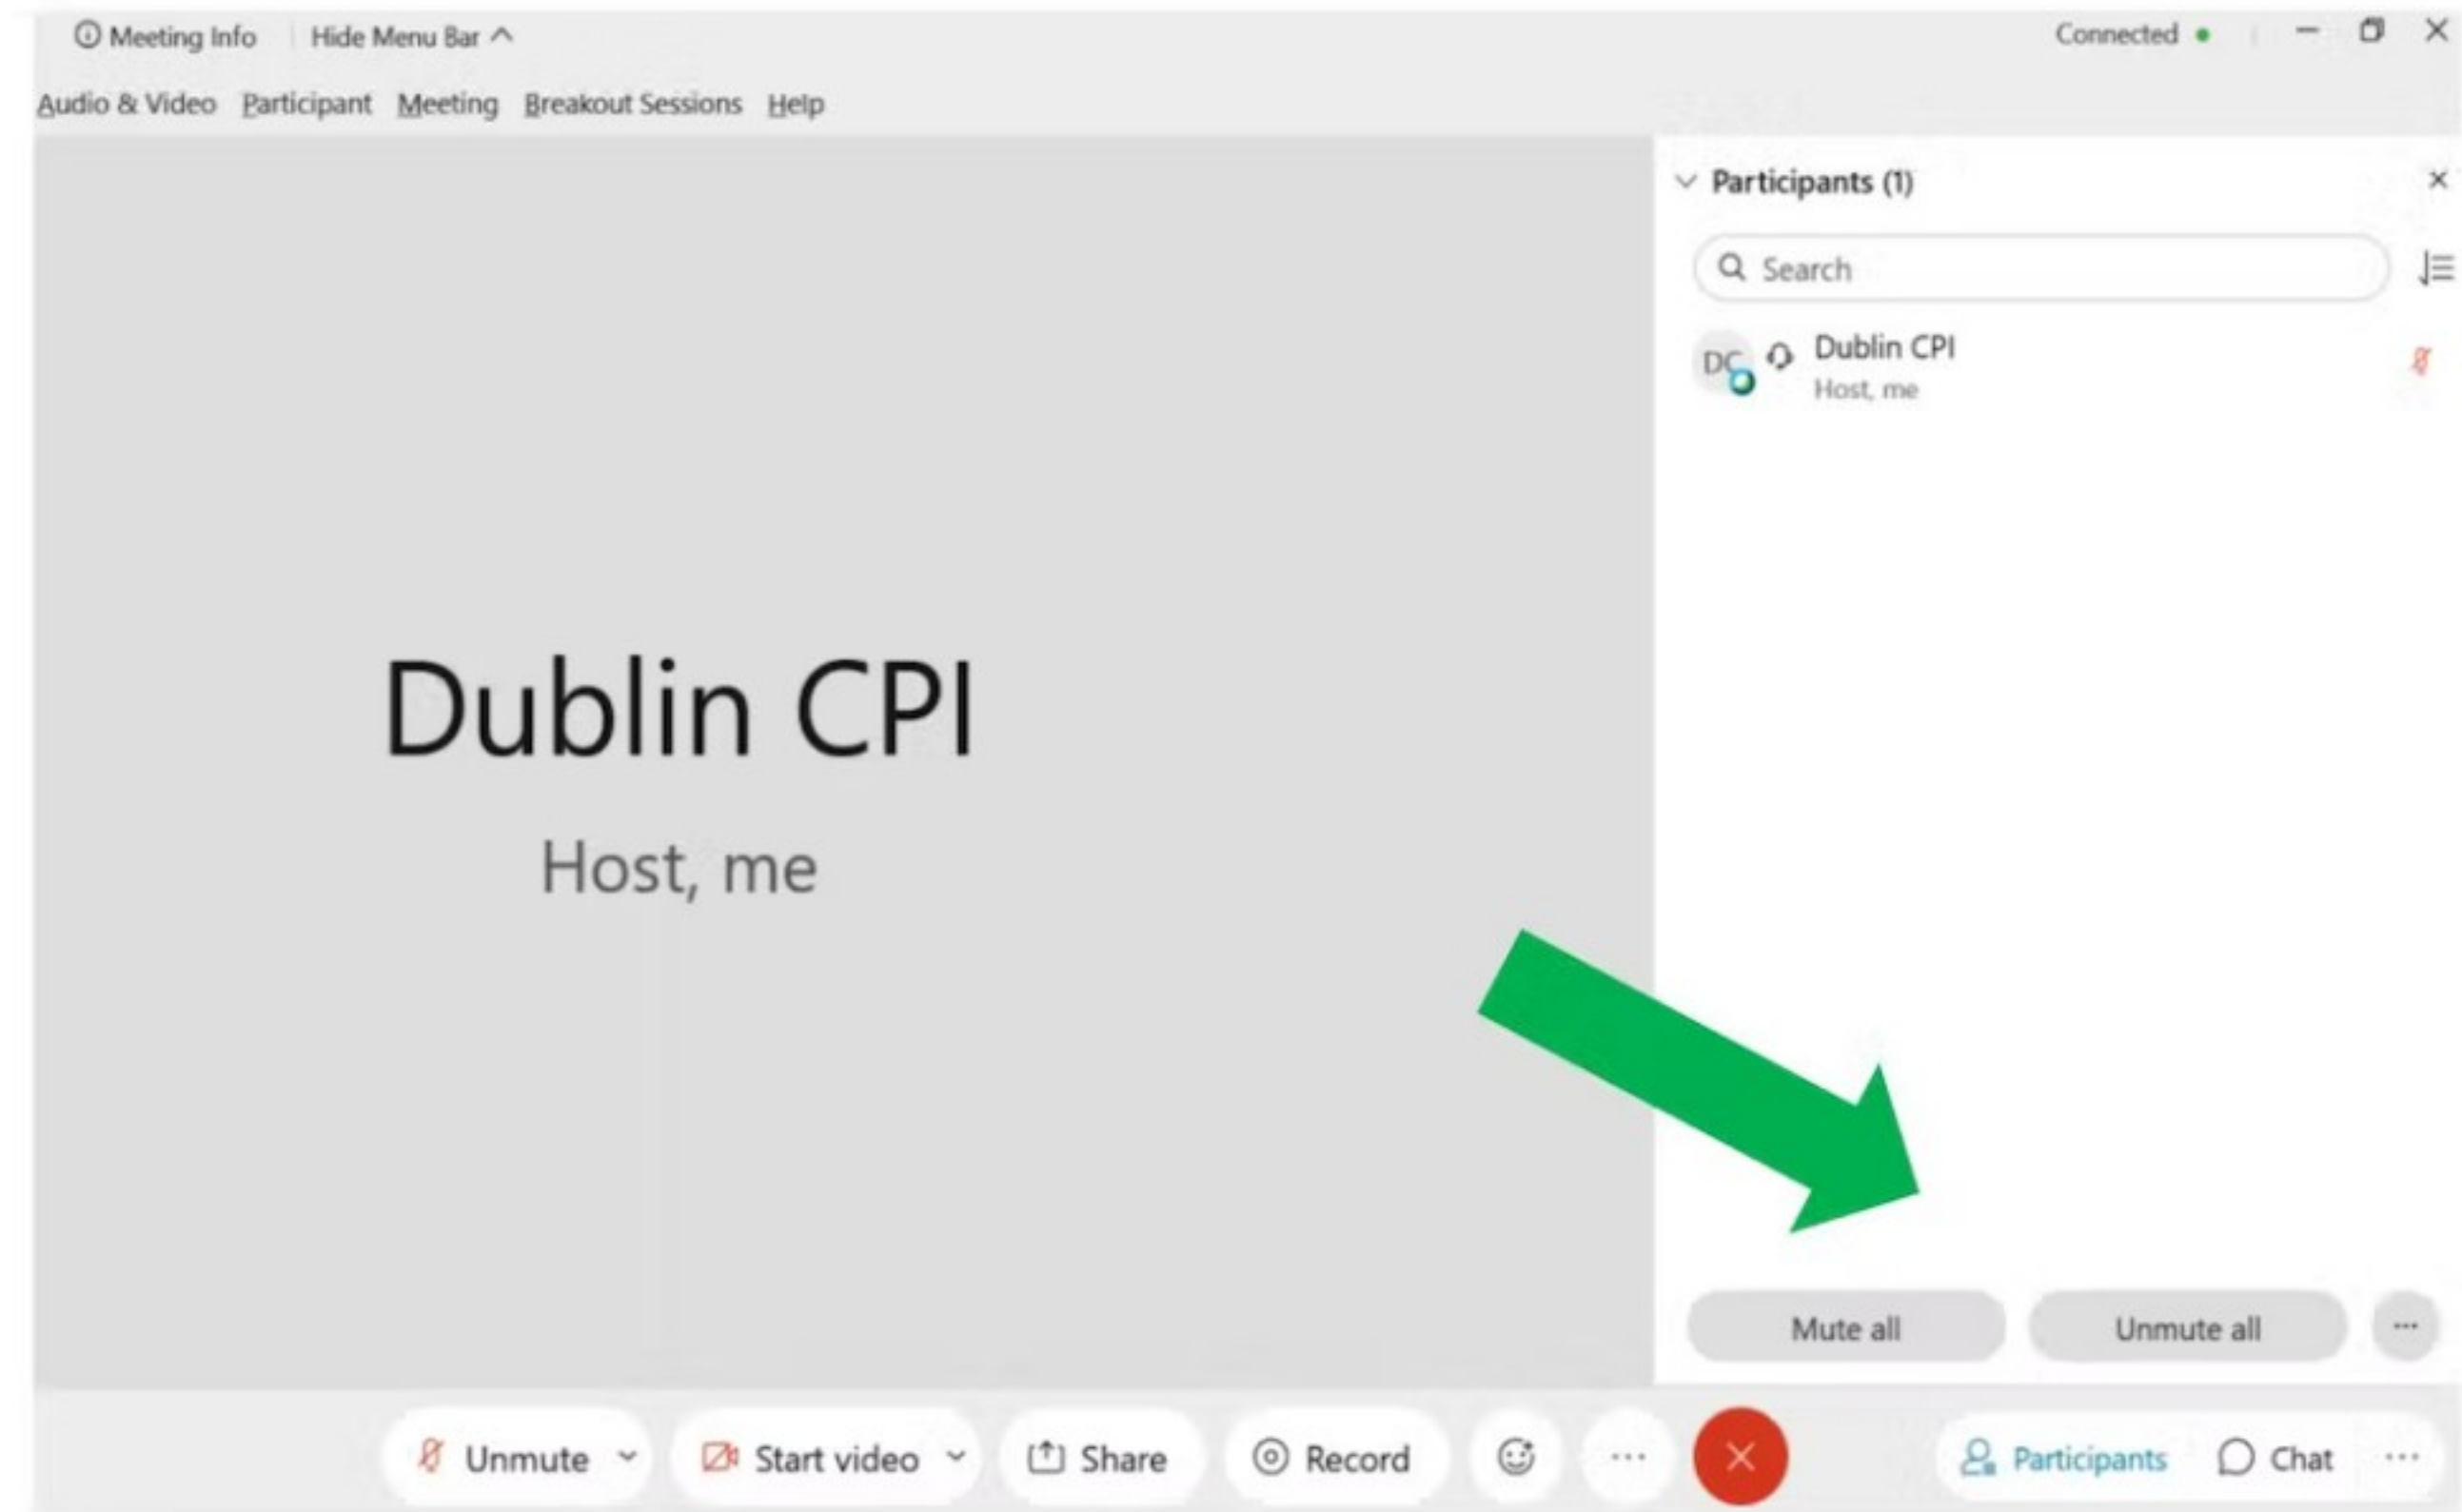 Meeting Info Hide Menu Bar Connected
Audio & Video Participant Meeting Breakout Sessions Help
Participants (1)
Search
DC Dublin CPI
Host, me
Dublin CPI
Host, me
Mute all Unmute all
Unmute Start video Share Record Participants Chat